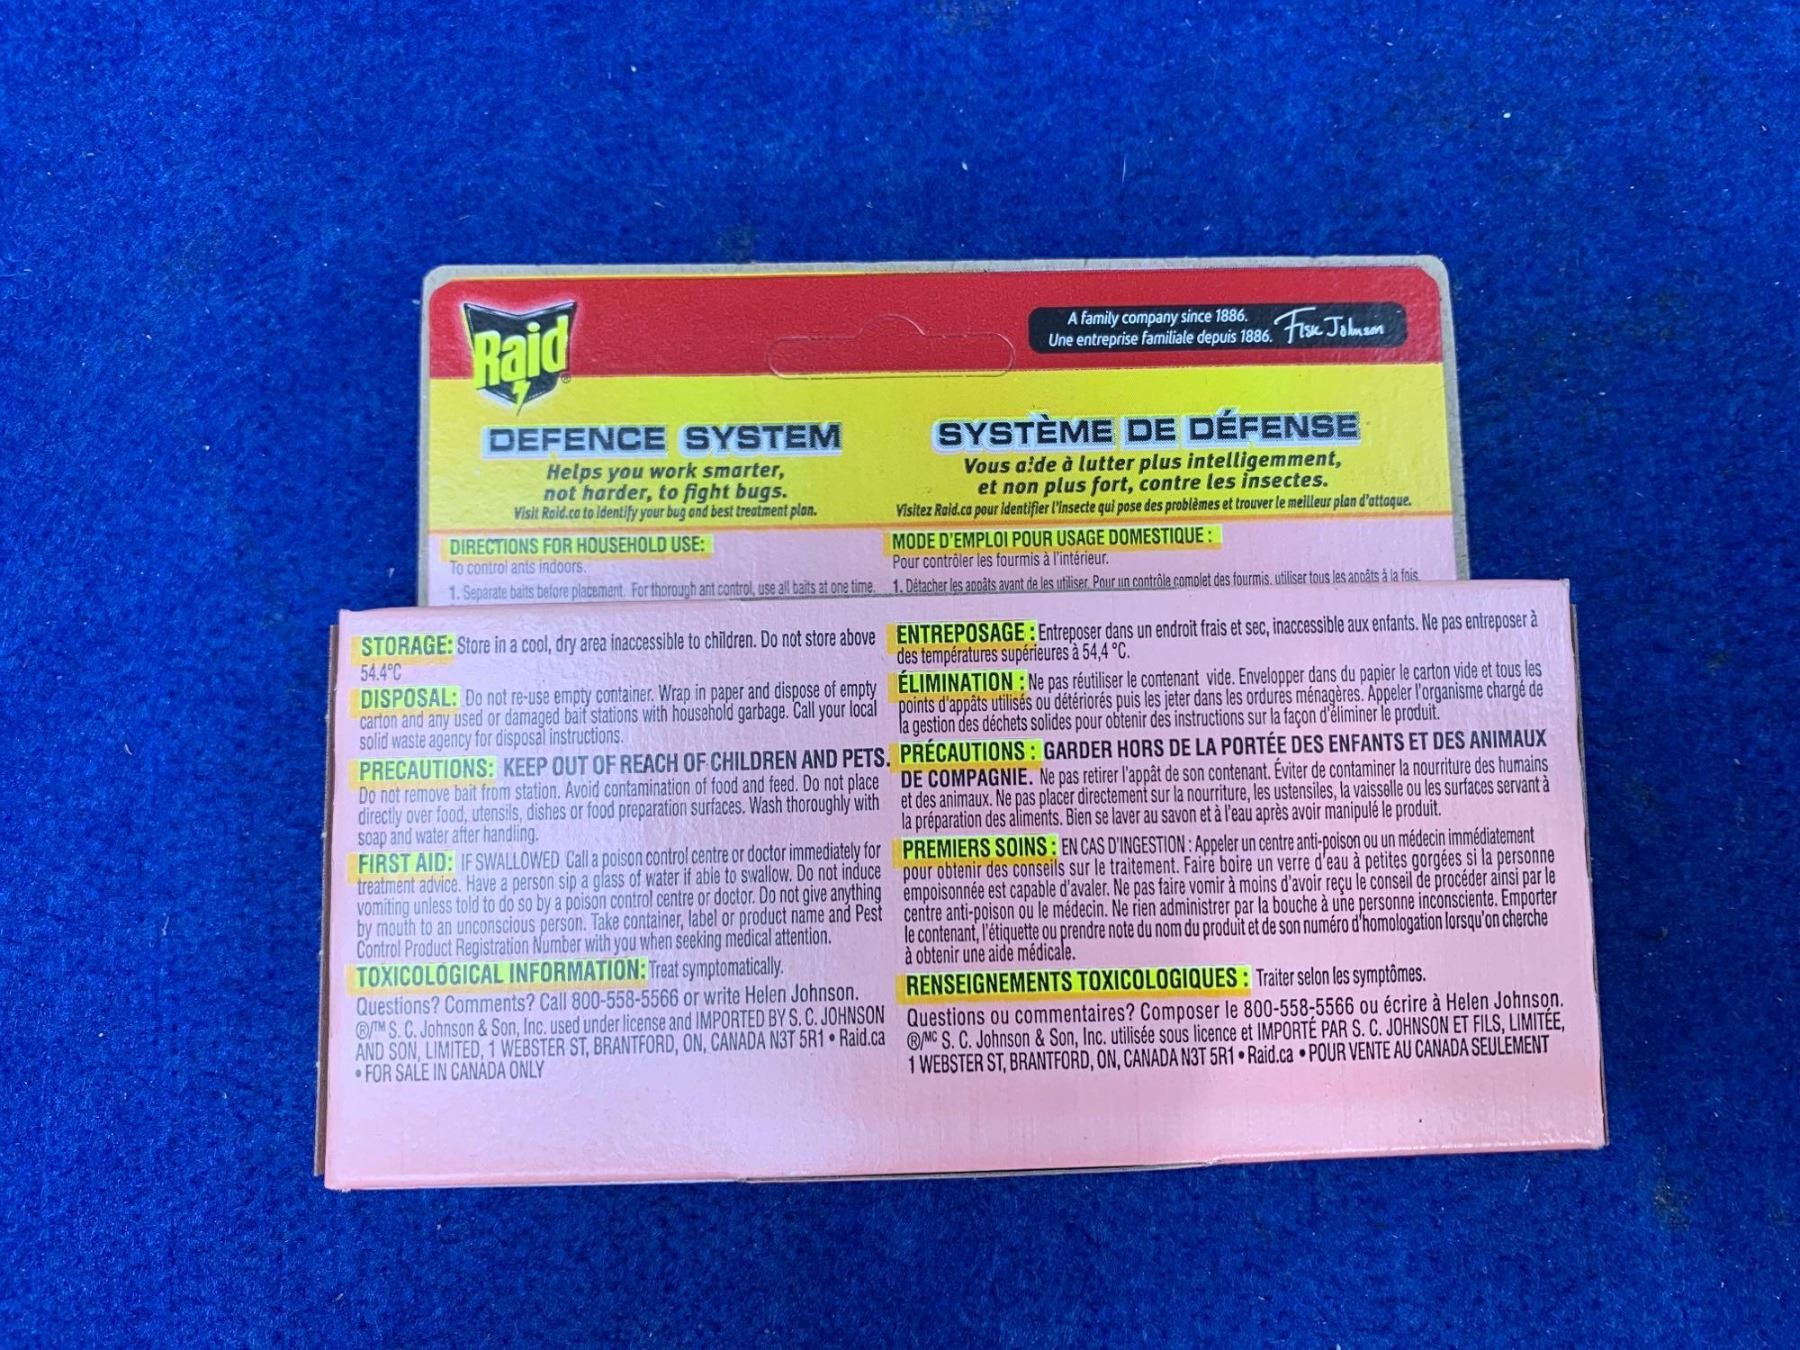 Raid®
A family company since 1886.
Une entreprise familiale depuis 1886.
Fisk Johnson
DEFENCE SYSTEM
Helps you work smarter,
not harder, to fight bugs.
Visit Raid.ca to identify your bug and best treatment plan.
SYSTÈME DE DÉFENSE
Vous aide à lutter plus intelligemment,
et non plus fort, contre les insectes.
Visitez Raid.ca pour identifier l'insecte qui pose des problèmes et trouver le meilleur plan d'attaque.
DIRECTIONS FOR HOUSEHOLD USE:
To control ants indoors.
1. Separate baits before placement. For thorough ant control, use all baits at one time.
MODE D'EMPLOI POUR USAGE DOMESTIQUE :
Pour contrôler les fourmis à l'intérieur.
1. Détacher les appâts avant de les utiliser. Pour un contrôle complet des fourmis, utiliser tous les appâts à la fois.
STORAGE: Store in a cool, dry area inaccessible to children. Do not store above
54.4°C
DISPOSAL: Do not re-use empty container. Wrap in paper and dispose of empty
carton and any used or damaged bait stations with household garbage. Call your local
solid waste agency for disposal instructions.
PRECAUTIONS: KEEP OUT OF REACH OF CHILDREN AND PETS.
Do not remove bait from station. Avoid contamination of food and feed. Do not place
directly over food, utensils, dishes or food preparation surfaces. Wash thoroughly with
soap and water after handling.
FIRST AID: IF SWALLOWED Call a poison control centre or doctor immediately for
treatment advice. Have a person sip a glass of water if able to swallow. Do not induce
vomiting unless told to do so by a poison control centre or doctor. Do not give anything
by mouth to an unconscious person. Take container, label or product name and Pest
Control Product Registration Number with you when seeking medical attention.
TOXICOLOGICAL INFORMATION: Treat symptomatically.
Questions? Comments? Call 800-558-5566 or write Helen Johnson.
®/™ S. C. Johnson & Son, Inc. used under license and IMPORTED BY S. C. JOHNSON
AND SON, LIMITED, 1 WEBSTER ST, BRANTFORD, ON, CANADA N3T 5R1 • Raid.ca
• FOR SALE IN CANADA ONLY
ENTREPOSAGE : Entreposer dans un endroit frais et sec, inaccessible aux enfants. Ne pas entreposer à
des températures supérieures à 54,4 °C.
ÉLIMINATION : Ne pas réutiliser le contenant vide. Envelopper dans du papier le carton vide et tous les
points d'appâts utilisés ou détériorés puis les jeter dans les ordures ménagères. Appeler l'organisme chargé de
la gestion des déchets solides pour obtenir des instructions sur la façon d'éliminer le produit.
PRÉCAUTIONS : GARDER HORS DE LA PORTÉE DES ENFANTS ET DES ANIMAUX
DE COMPAGNIE. Ne pas retirer l'appât de son contenant. Éviter de contaminer la nourriture des humains
et des animaux. Ne pas placer directement sur la nourriture, les ustensiles, la vaisselle ou les surfaces servant à
la préparation des aliments. Bien se laver au savon et à l'eau après avoir manipulé le produit.
PREMIERS SOINS : EN CAS D'INGESTION : Appeler un centre anti-poison ou un médecin immédiatement
pour obtenir des conseils sur le traitement. Faire boire un verre d'eau à petites gorgées si la personne
empoisonnée est capable d'avaler. Ne pas faire vomir à moins d'avoir reçu le conseil de procéder ainsi par le
centre anti-poison ou le médecin. Ne rien administrer par la bouche à une personne inconsciente. Emporter
le contenant, l'étiquette ou prendre note du nom du produit et de son numéro d'homologation lorsqu'on cherche
à obtenir une aide médicale.
RENSEIGNEMENTS TOXICOLOGIQUES : Traiter selon les symptômes.
Questions ou commentaires? Composer le 800-558-5566 ou écrire à Helen Johnson.
®/MC S. C. Johnson & Son, Inc. utilisée sous licence et IMPORTÉ PAR S. C. JOHNSON ET FILS, LIMITÉE,
1 WEBSTER ST, BRANTFORD, ON, CANADA N3T 5R1 • Raid.ca • POUR VENTE AU CANADA SEULEMENT